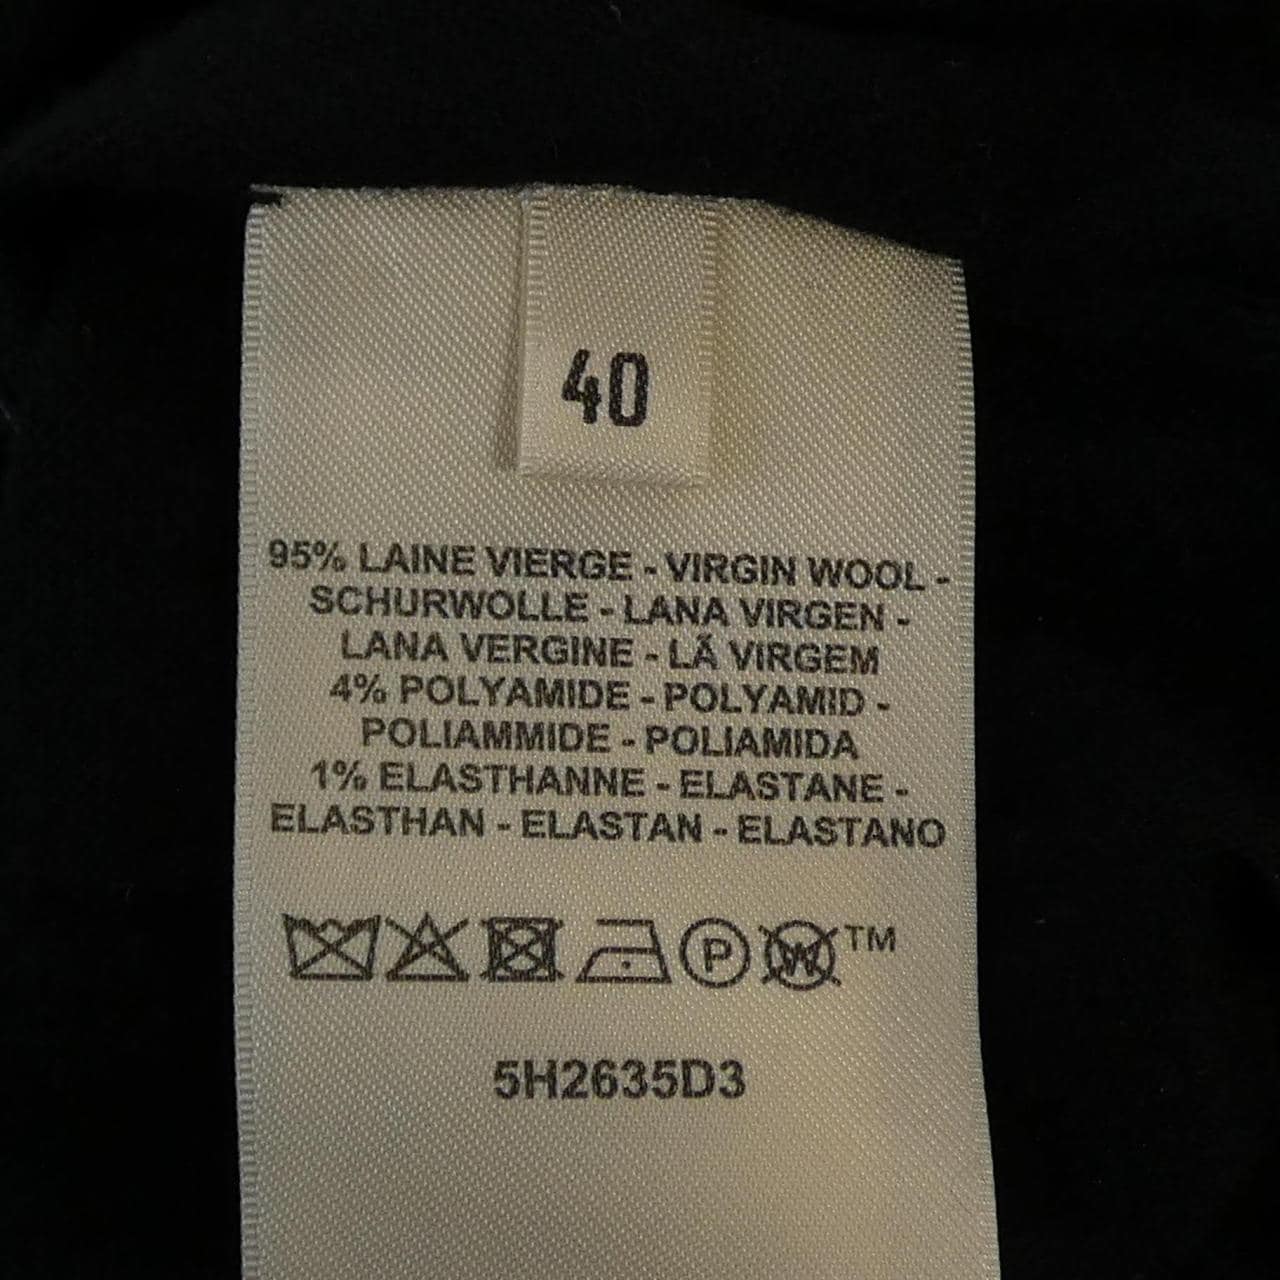 40
95% LAINE VIERGE - VIRGIN WOOL -
SCHURWOLLE - LANA VIRGEN -
LANA VERGINE - LÃ VIRGEM
4% POLYAMIDE - POLYAMID -
POLIAMMIDE - POLIAMIDA
1% ELASTHANNE - ELASTANE -
ELASTHAN - ELASTAN - ELASTANO
P W TM
5H2635D3